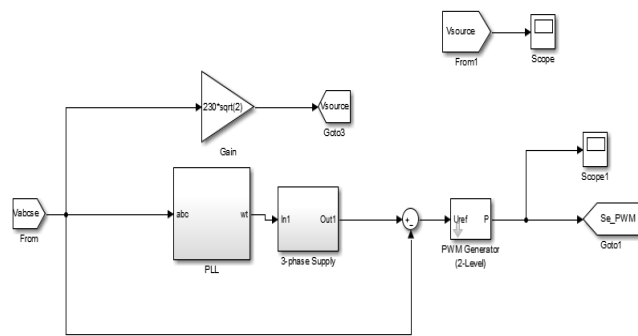 Vsource
From1
Scope
230*sqrt(2)
Gain
Vsource
Goto3
Vabcse
From
abc
wt
PLL
In1
Out1
3-phase Supply
+
-
Uref
P
PWM Generator
(2-Level)
Scope1
Se_PWM
Goto1